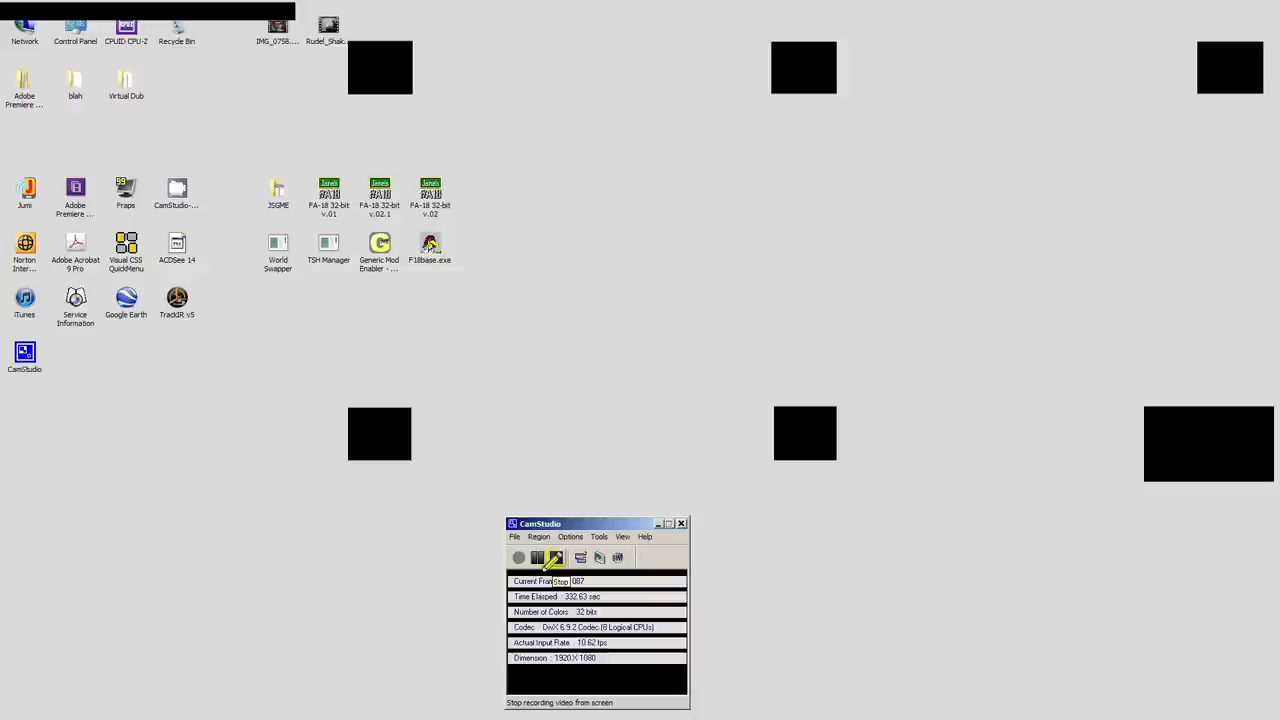 Network
Control Panel
CPUID CPU-Z
Recycle Bin
IMG_0758....
Rudel_Shak...
Adobe
Premiere ...
blah
Virtual Dub
Jumi
Adobe
Premiere ...
99
Fraps
CamStudio-...
JSGME
Jane's
FA-18 32-bit
v.01
Jane's
FA-18 32-bit
v.02.1
Jane's
FA-18 32-bit
v.02
Norton
Inter...
Adobe Acrobat
9 Pro
Visual CSS
QuickMenu
ACDSee 14
World
Swapper
TSH Manager
Generic Mod
Enabler - ...
F18base.exe
iTunes
Service
Information
Google Earth
TrackIR v5
CamStudio
CamStudio
File Region Options Tools View Help
Stop
087
Time Elapsed : 332.63 sec
Number of Colors 32 bits
Codec DivX 6.9.2 Codec (8 Logical CPUs)
Actual Input Rate : 10.62 fps
Dimension : 1920 X 1080
Stop recording video from screen